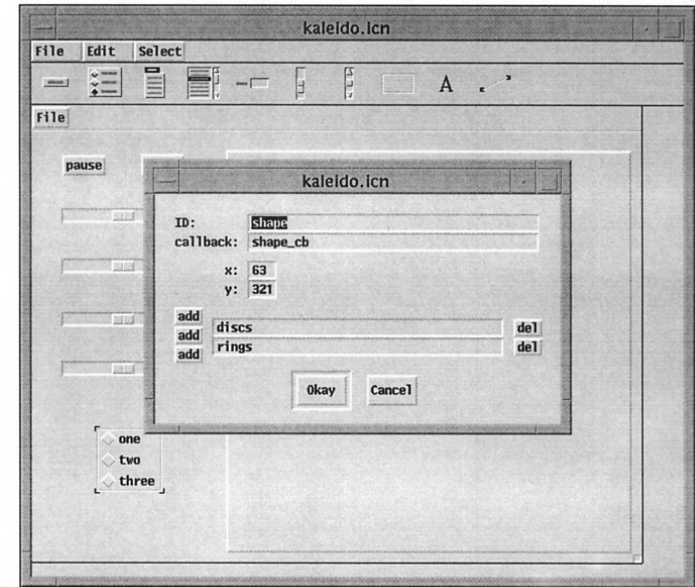 kaleido.icn
File Edit Select
A
File
pause
kaleido.icn
ID: shape
callback: shape_cb
x: 63
y: 321
add
discs del
add
rings del
add
Okay Cancel
one
two
three